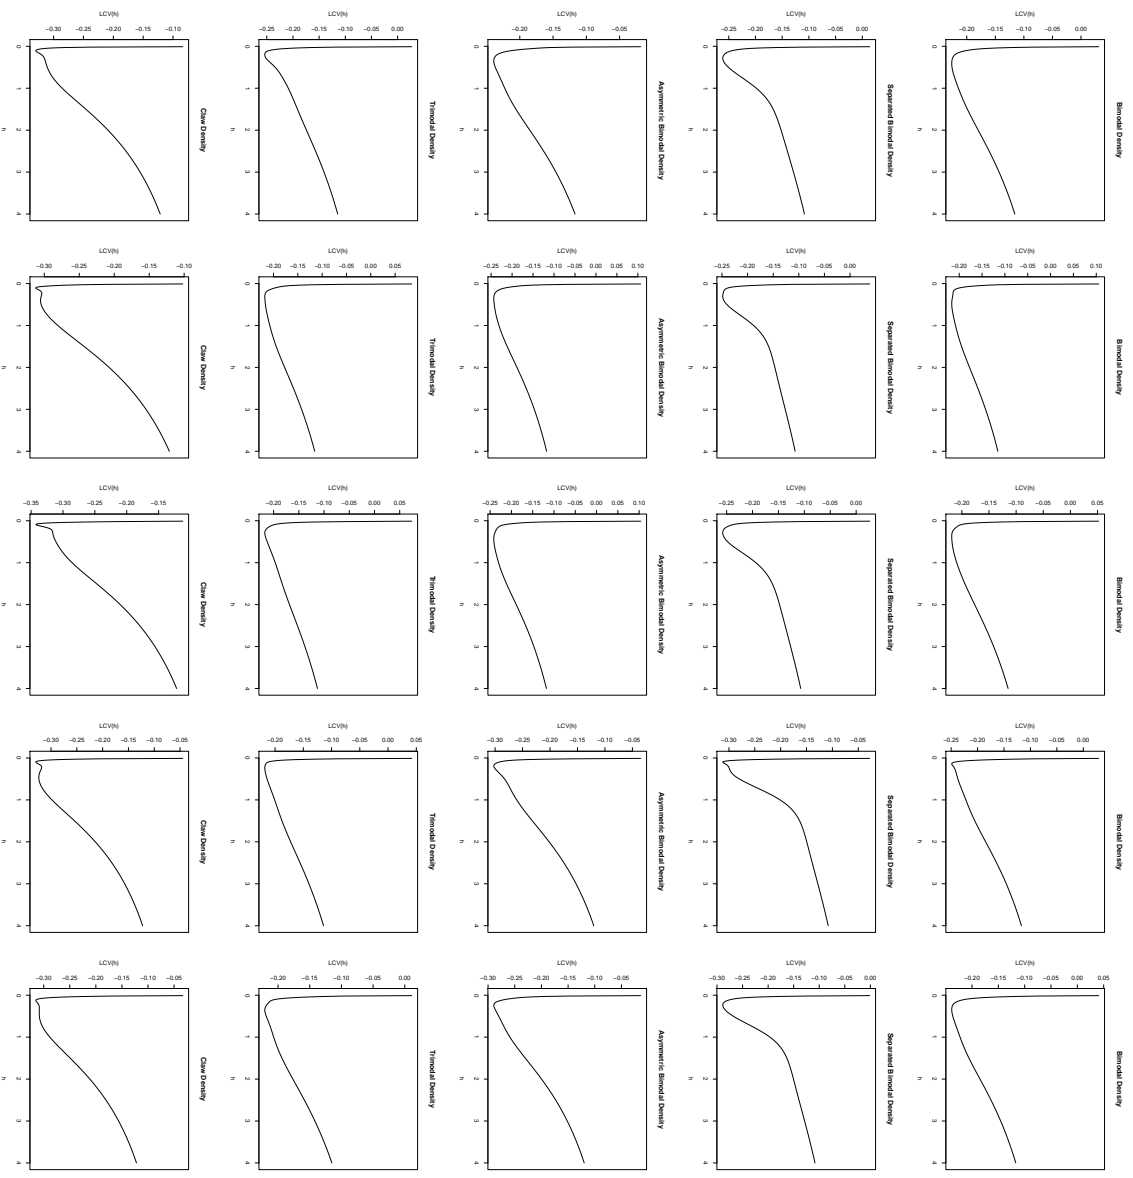 Bimodal Density
LCV(h)
−0.20 −0.15 −0.10 −0.05 0.00
0 1 2 3 4
h
Bimodal Density
LCV(h)
−0.20 −0.15 −0.10 −0.05 0.00 0.05 0.10
0 1 2 3 4
h
Bimodal Density
LCV(h)
−0.20 −0.15 −0.10 −0.05 0.00 0.05
0 1 2 3 4
h
Bimodal Density
LCV(h)
−0.25 −0.20 −0.15 −0.10 −0.05 0.00
0 1 2 3 4
h
Bimodal Density
LCV(h)
−0.20 −0.15 −0.10 −0.05 0.00 0.05
0 1 2 3 4
h
Separated Bimodal Density
LCV(h)
−0.25 −0.20 −0.15 −0.10 −0.05 0.00
0 1 2 3 4
h
Separated Bimodal Density
LCV(h)
−0.25 −0.20 −0.15 −0.10 −0.05 0.00
0 1 2 3 4
h
Separated Bimodal Density
LCV(h)
−0.25 −0.20 −0.15 −0.10 −0.05 0.00
0 1 2 3 4
h
Separated Bimodal Density
LCV(h)
−0.30 −0.25 −0.20 −0.15 −0.10 −0.05
0 1 2 3 4
h
Separated Bimodal Density
LCV(h)
−0.30 −0.25 −0.20 −0.15 −0.10 −0.05 0.00
0 1 2 3 4
h
Asymmetric Bimodal Density
LCV(h)
−0.20 −0.15 −0.10 −0.05
0 1 2 3 4
h
Asymmetric Bimodal Density
LCV(h)
−0.25 −0.20 −0.15 −0.10 −0.05 0.00 0.05 0.10
0 1 2 3 4
h
Asymmetric Bimodal Density
LCV(h)
−0.25 −0.20 −0.15 −0.10 −0.05 0.00 0.05 0.10
0 1 2 3 4
h
Asymmetric Bimodal Density
LCV(h)
−0.30 −0.25 −0.20 −0.15 −0.10 −0.05
0 1 2 3 4
h
Asymmetric Bimodal Density
LCV(h)
−0.30 −0.25 −0.20 −0.15 −0.10 −0.05
0 1 2 3 4
h
Trimodal Density
LCV(h)
−0.25 −0.20 −0.15 −0.10 −0.05 0.00
0 1 2 3 4
h
Trimodal Density
LCV(h)
−0.20 −0.15 −0.10 −0.05 0.00 0.05
0 1 2 3 4
h
Trimodal Density
LCV(h)
−0.20 −0.15 −0.10 −0.05 0.00 0.05
0 1 2 3 4
h
Trimodal Density
LCV(h)
−0.20 −0.15 −0.10 −0.05 0.00 0.05
0 1 2 3 4
h
Trimodal Density
LCV(h)
−0.20 −0.15 −0.10 −0.05 0.00
0 1 2 3 4
h
Claw Density
LCV(h)
−0.30 −0.25 −0.20 −0.15 −0.10
0 1 2 3 4
h
Claw Density
LCV(h)
−0.30 −0.25 −0.20 −0.15 −0.10
0 1 2 3 4
h
Claw Density
LCV(h)
−0.35 −0.30 −0.25 −0.20 −0.15
0 1 2 3 4
h
Claw Density
LCV(h)
−0.30 −0.25 −0.20 −0.15 −0.10 −0.05
0 1 2 3 4
h
Claw Density
LCV(h)
−0.30 −0.25 −0.20 −0.15 −0.10 −0.05
0 1 2 3 4
h